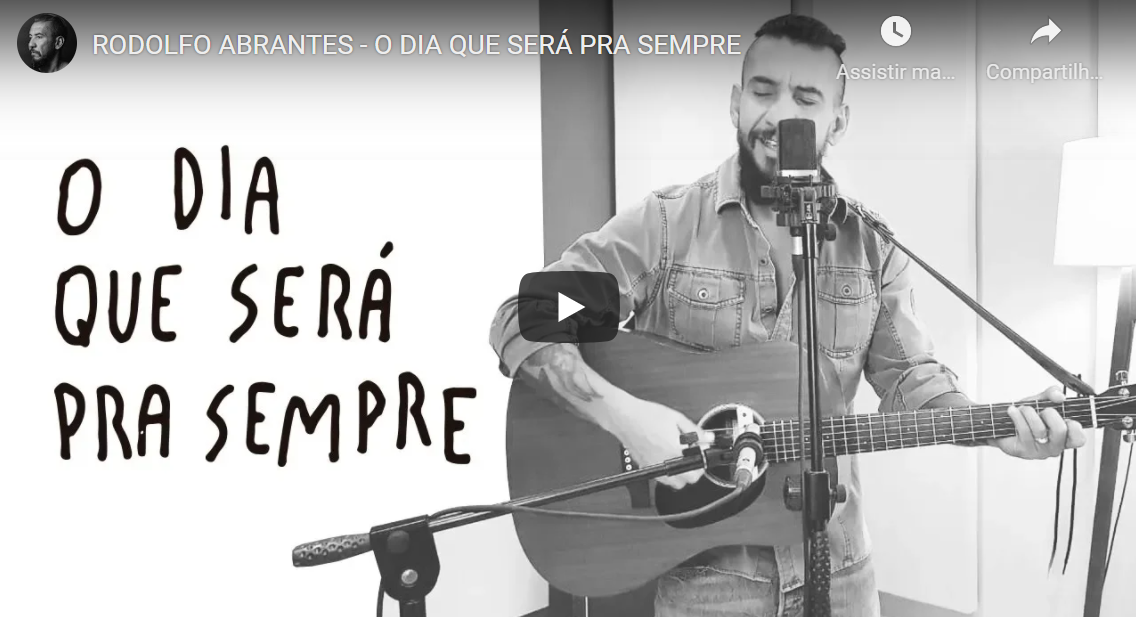 RODOLFO ABRANTES - O DIA QUE SERÁ PRA SEMPRE
Assistir ma...
Compartilh...
O DIA
QUE SERÁ
PRA SEMPRE